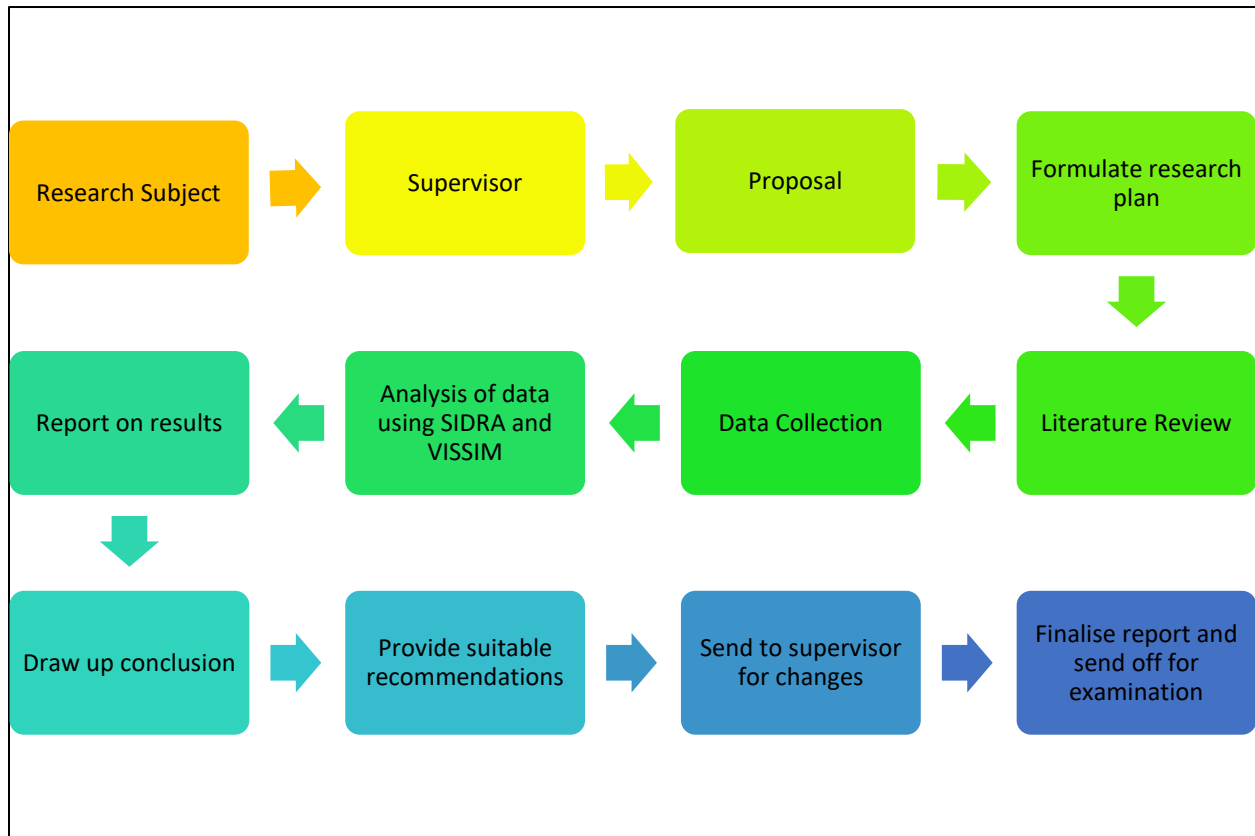 Research Subject
Supervisor
Proposal
Formulate research
plan
Literature Review
Data Collection
Analysis of data
using SIDRA and
VISSIM
Report on results
Draw up conclusion
Provide suitable
recommendations
Send to supervisor
for changes
Finalise report and
send off for
examination